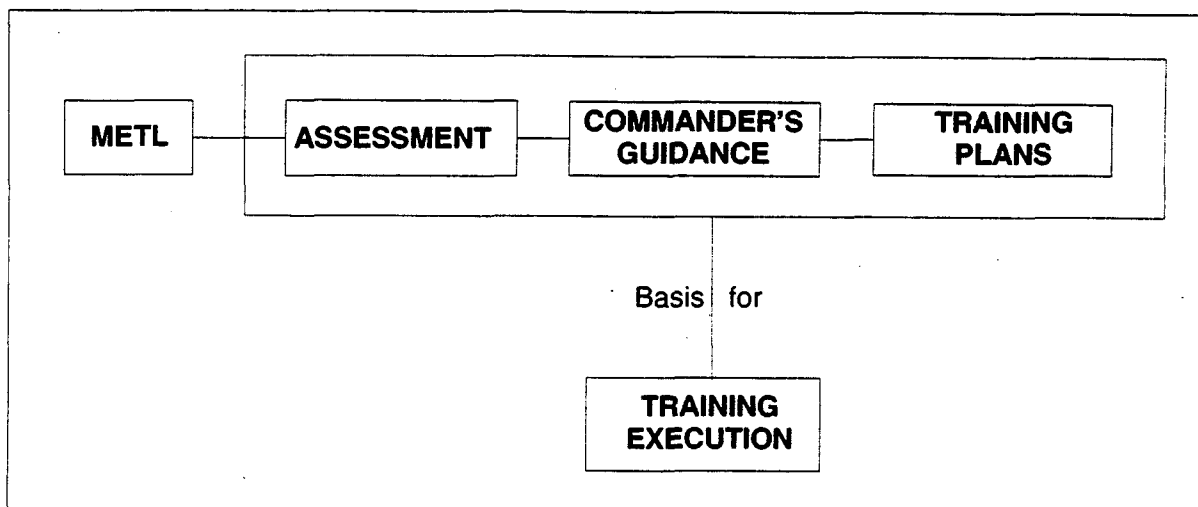 METL
ASSESSMENT
COMMANDER'S
GUIDANCE
TRAINING
PLANS
Basis for
TRAINING
EXECUTION